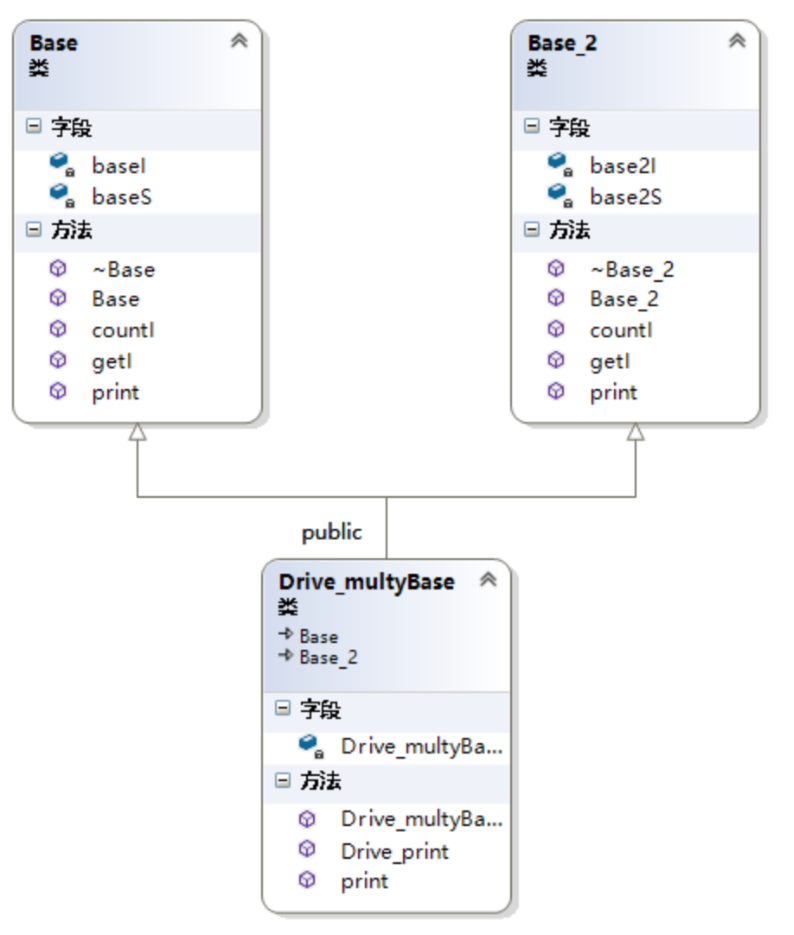 Base
类
字段
baseI
baseS
方法
~Base
Base
countI
getI
print
Base_2
类
字段
base2I
base2S
方法
~Base_2
Base_2
countI
getI
print
public
Drive_multyBase
类
Base
Base_2
字段
Drive_multyBa...
方法
Drive_multyBa...
Drive_print
print